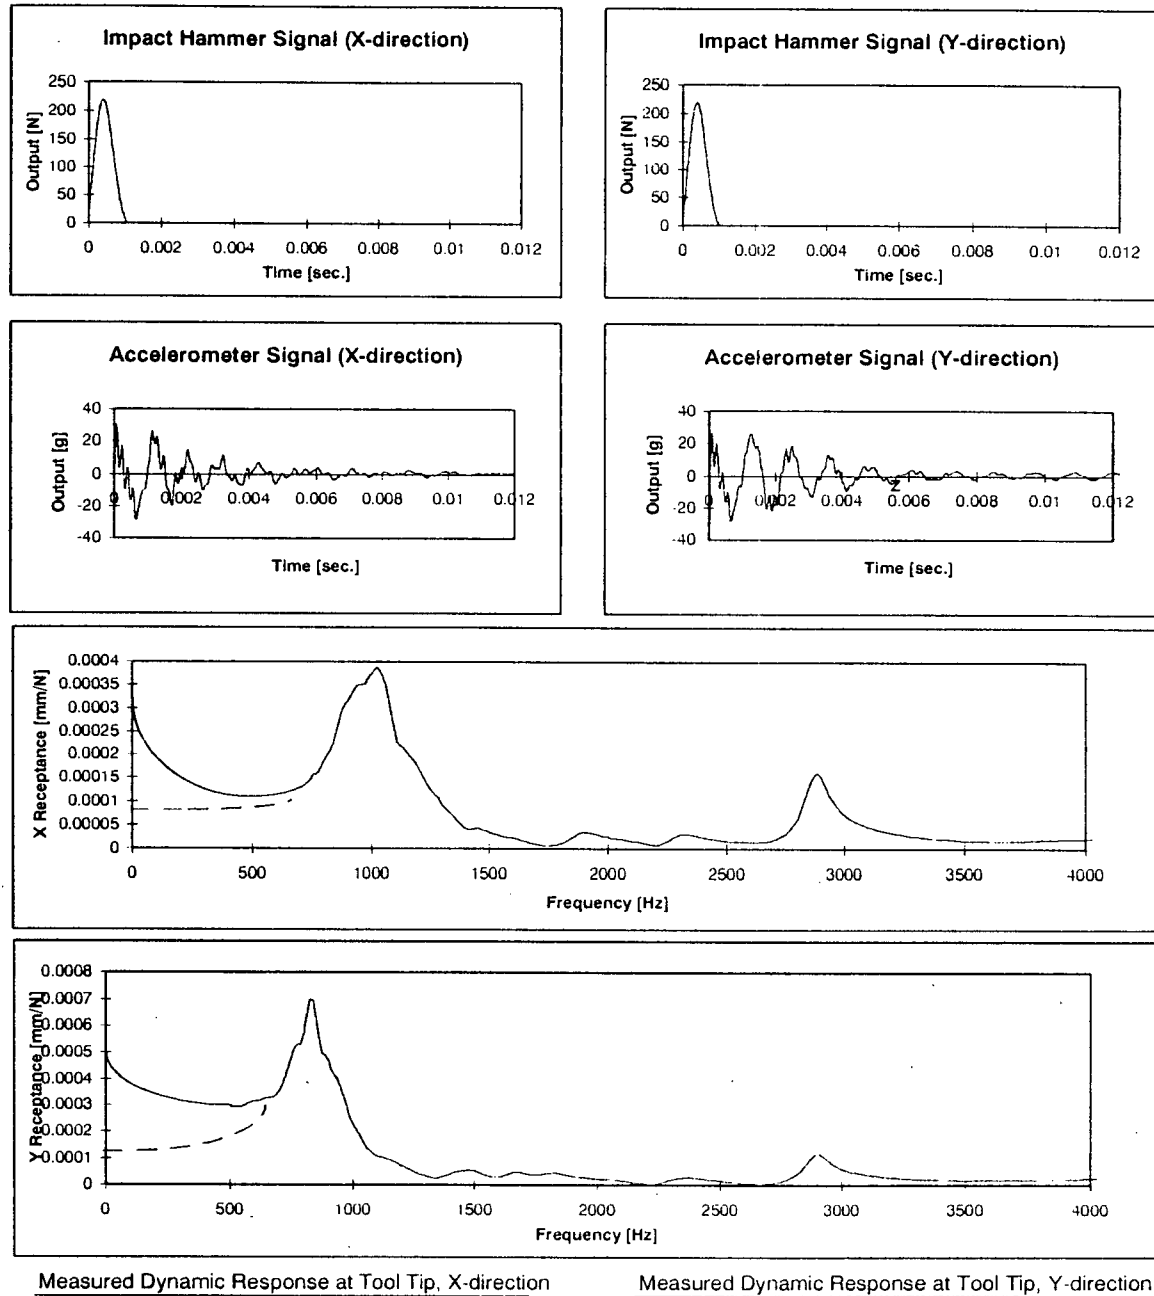 Impact Hammer Signal (X-direction)
Output [N]
250
200
150
100
50
0
0 0.002 0.004 0.006 0.008 0.01 0.012
Time [sec.]
Impact Hammer Signal (Y-direction)
Output [N]
250
200
150
100
50
0
0 0.002 0.004 0.006 0.008 0.01 0.012
Time [sec.]
Accelerometer Signal (X-direction)
Output [g]
40
20
0
-20
-40
0 0.002 0.004 0.006 0.008 0.01 0.012
Time [sec.]
Accelerometer Signal (Y-direction)
Output [g]
40
20
0
-20
-40
0 0.002 0.004 0.006 0.008 0.01 0.012
Time [sec.]
X Receptance [mm/N]
0.0004
0.00035
0.0003
0.00025
0.0002
0.00015
0.0001
0.00005
0
0 500 1000 1500 2000 2500 3000 3500 4000
Frequency [Hz]
Y Receptance [mm/N]
0.0008
0.0007
0.0006
0.0005
0.0004
0.0003
0.0002
0.0001
0
0 500 1000 1500 2000 2500 3000 3500 4000
Frequency [Hz]
Measured Dynamic Response at Tool Tip, X-direction
Measured Dynamic Response at Tool Tip, Y-direction